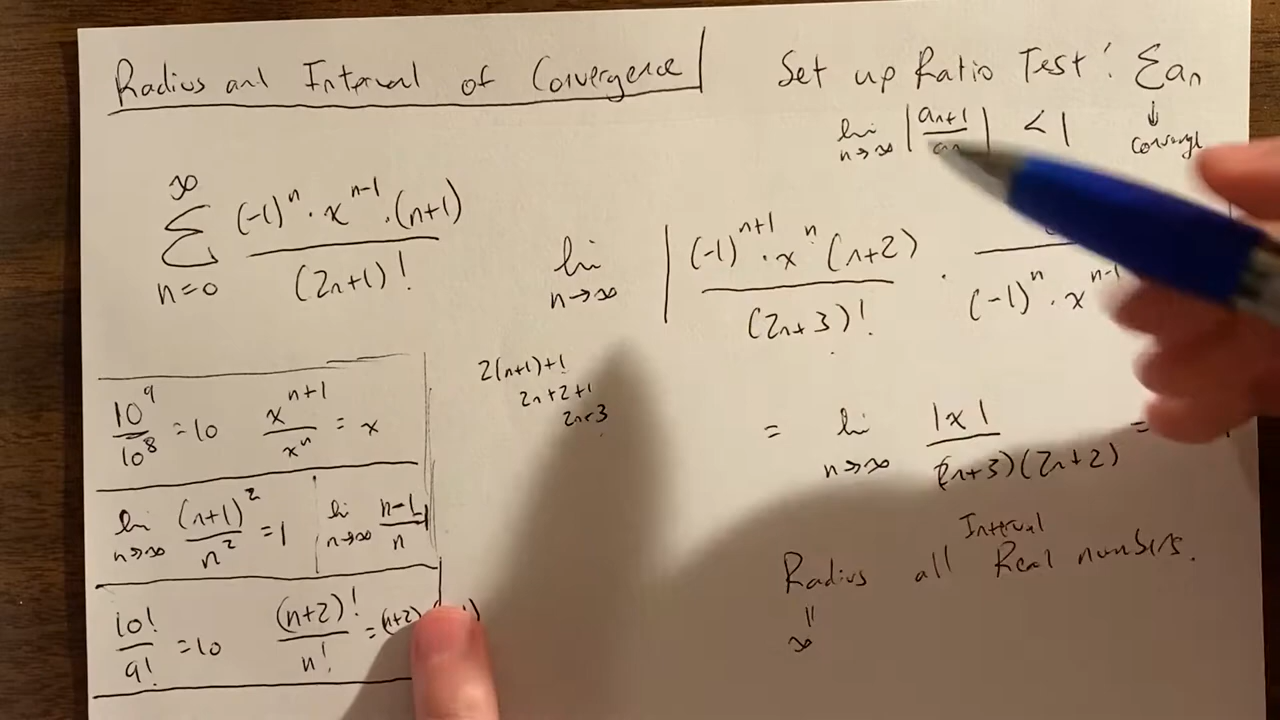 Radius and Interval of Convergence
Set up Ratio Test: Σan
lim n→∞ |an+1/an| < 1
↓ converge
∞ Σ n=0 (-1)^n · x^(n-1) · (n+1) / (2n+1)!
lim n→∞ | (-1)^(n+1) · x^n (n+2) / (2n+3)! · / (-1)^n · x^(n-1)
2(n+1)+1
2n+2+1
2n+3
= lim n→∞ |x| / (2n+3)(2n+2) =
10^9/10^8 = 10
x^(n+1)/x^n = x
lim n→∞ (n+1)^2/n^2 = 1
lim n→∞ n-1/n
10!/9! = 10
(n+2)!/n! = (n+2)
Interval
Radius all Real numbers.
||
∞